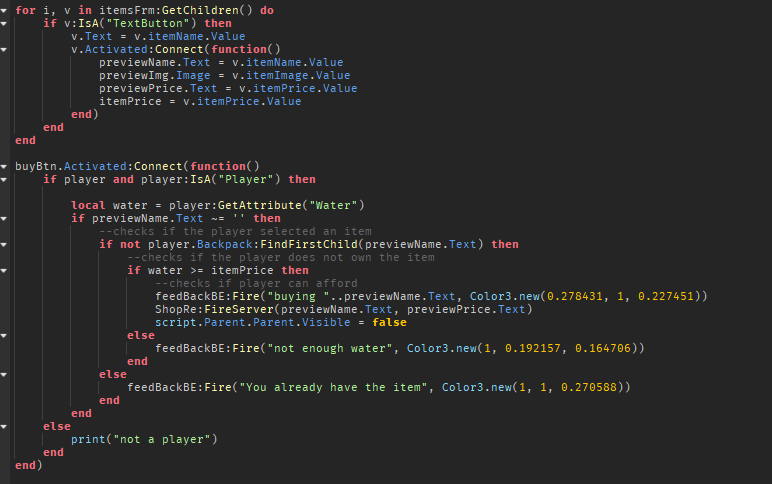 for i, v in itemsFrm:GetChildren() do
    if v:IsA("TextButton") then
        v.Text = v.itemName.Value
        v.Activated:Connect(function()
            previewName.Text = v.itemName.Value
            previewImg.Image = v.itemImage.Value
            previewPrice.Text = v.itemPrice.Value
            itemPrice = v.itemPrice.Value
        end)
    end
end

buyBtn.Activated:Connect(function()
    if player and player:IsA("Player") then

        local water = player:GetAttribute("Water")
        if previewName.Text ~= '' then
            --checks if the player selected an item
            if not player.Backpack:FindFirstChild(previewName.Text) then
                --checks if the player does not own the item
                if water >= itemPrice then
                    --checks if player can afford
                    feedBackBE:Fire("buying "..previewName.Text, Color3.new(0.278431, 1, 0.227451))
                    ShopRe:FireServer(previewName.Text, previewPrice.Text)
                    script.Parent.Parent.Visible = false
                else
                    feedBackBE:Fire("not enough water", Color3.new(1, 0.192157, 0.164706))
                end
            else
                feedBackBE:Fire("You already have the item", Color3.new(1, 1, 0.270588))
            end
        end
    else
        print("not a player")
    end
end)